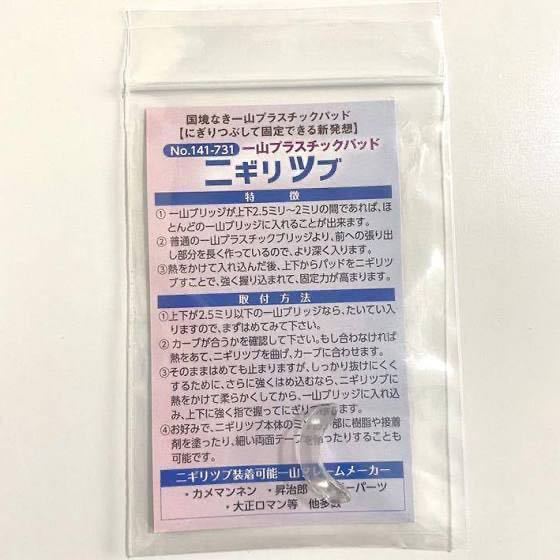 国境なき一山プラスチックパッド
【にぎりつぶして固定できる新発想】
No.141-731 一山プラスチックパッド
ニギリツブ
特徴
① 一山ブリッジが上下2.5ミリ〜2ミリの間であれば、ほ
とんどの一山ブリッジに入れることが出来ます。
② 普通の一山プラスチックブリッジより、前への張り出
し部分を長く作っているので、より深く入ります。
③熱をかけて入れ込んだ後、上下からパッドをニギリツ
ブすことで、強く握り込まれて、固定力が高まります。
取付方法
①上下が2.5ミリ以下の一山ブリッジなら、たいてい入
りますので、まずはめてみて下さい。
② カーブが合うかを確認して下さい。もし合わなければ
熱をあて、ニギリツブを曲げ、カーブに合わせます。
③そのままはめても止まりますが、しっかり抜けにくく
するために、さらに強くはめ込むなら、ニギリツブに
熱をかけて柔らかくしてから、一山ブリッジに入れ込
み、上下に強く指で握ってにぎり します。
④お好みで、ニギリツブ本体のミ 部に樹脂や接着
剤を塗ったり、細い両面テープを貼ったりすることも
可能です。
ニギリツブ装着可能一山フレームメーカー
・カメマンネン ・昇治郎 ーパーツ
・大正ロマン等 他多数